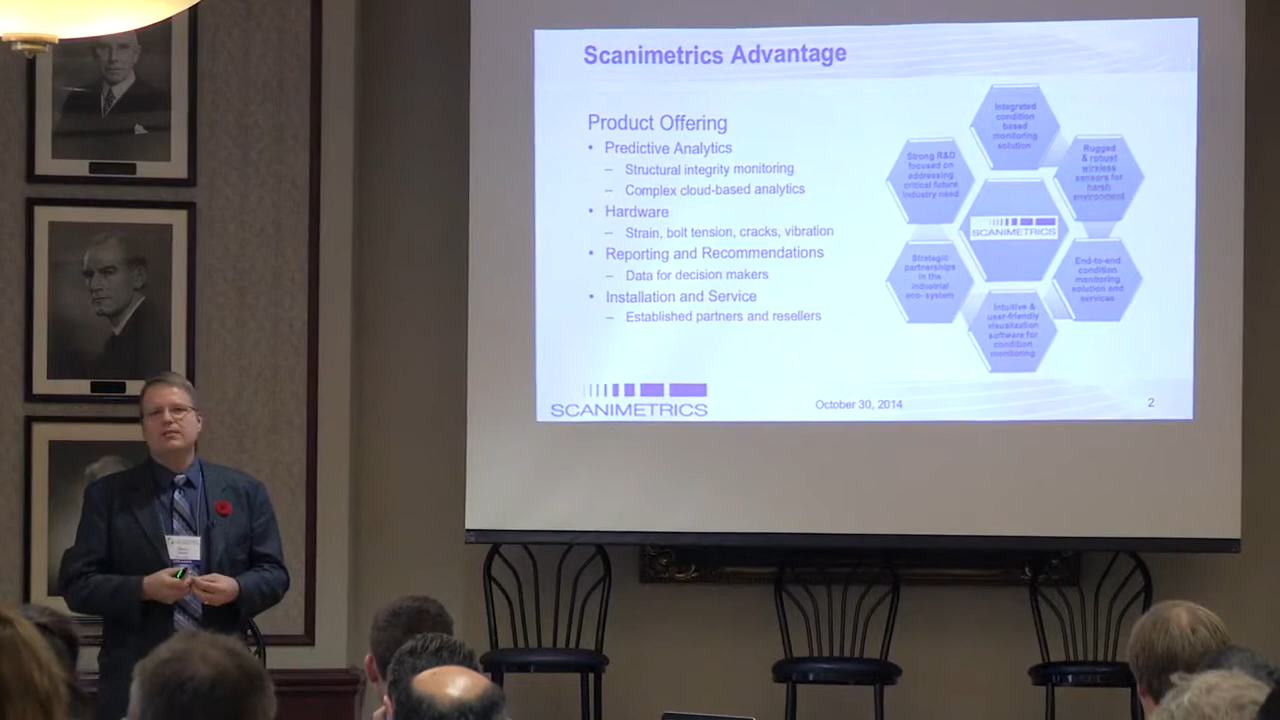 Scanimetrics Advantage
Product Offering
• Predictive Analytics
– Structural integrity monitoring
– Complex cloud-based analytics
• Hardware
– Strain, bolt tension, cracks, vibration
• Reporting and Recommendations
– Data for decision makers
• Installation and Service
– Established partners and resellers
Integrated
condition
based
monitoring
solution
Rugged
& robust
wireless
sensors for
harsh
environment
End-to-end
condition
monitoring
solution and
services
Intuitive &
user-friendly
visualization
software for
condition
monitoring
Strategic
partnerships
in the
industrial
eco- system
Strong R&D
focused on
addressing
critical future
industry need
SCANIMETRICS
SCANIMETRICS
October 30, 2014
2